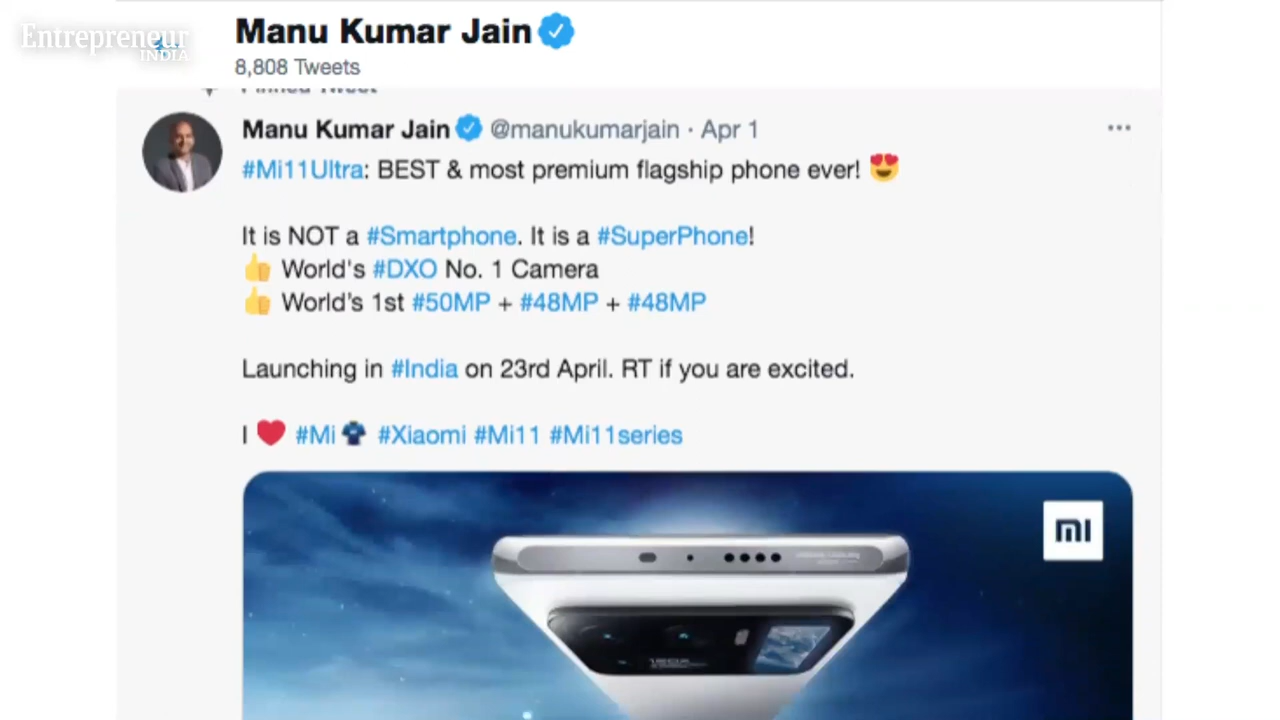 Entrepreneur
INDIA
Manu Kumar Jain
8,808 Tweets
Pinned Tweet
Manu Kumar Jain @manukumarjain · Apr 1
#Mi11Ultra: BEST & most premium flagship phone ever! 😍
It is NOT a #Smartphone. It is a #SuperPhone!
👍 World's #DXO No. 1 Camera
👍 World's 1st #50MP + #48MP + #48MP
Launching in #India on 23rd April. RT if you are excited.
I ❤️ #Mi #Xiaomi #Mi11 #Mi11series
MI